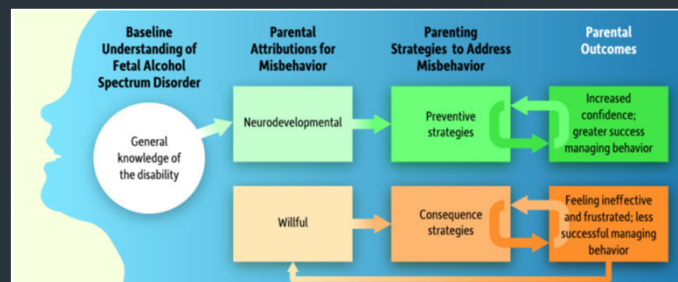 Baseline
Understanding of
Fetal Alcohol
Spectrum Disorder
Parental
Attributions for
Misbehavior
Parenting
Strategies to Address
Misbehavior
Parental
Outcomes
General
knowledge of
the disability
Neurodevelopmental
Preventive
strategies
Increased
confidence;
greater success
managing behavior
Willful
Consequence
strategies
Feeling ineffective
and frustrated; less
successful managing
behavior